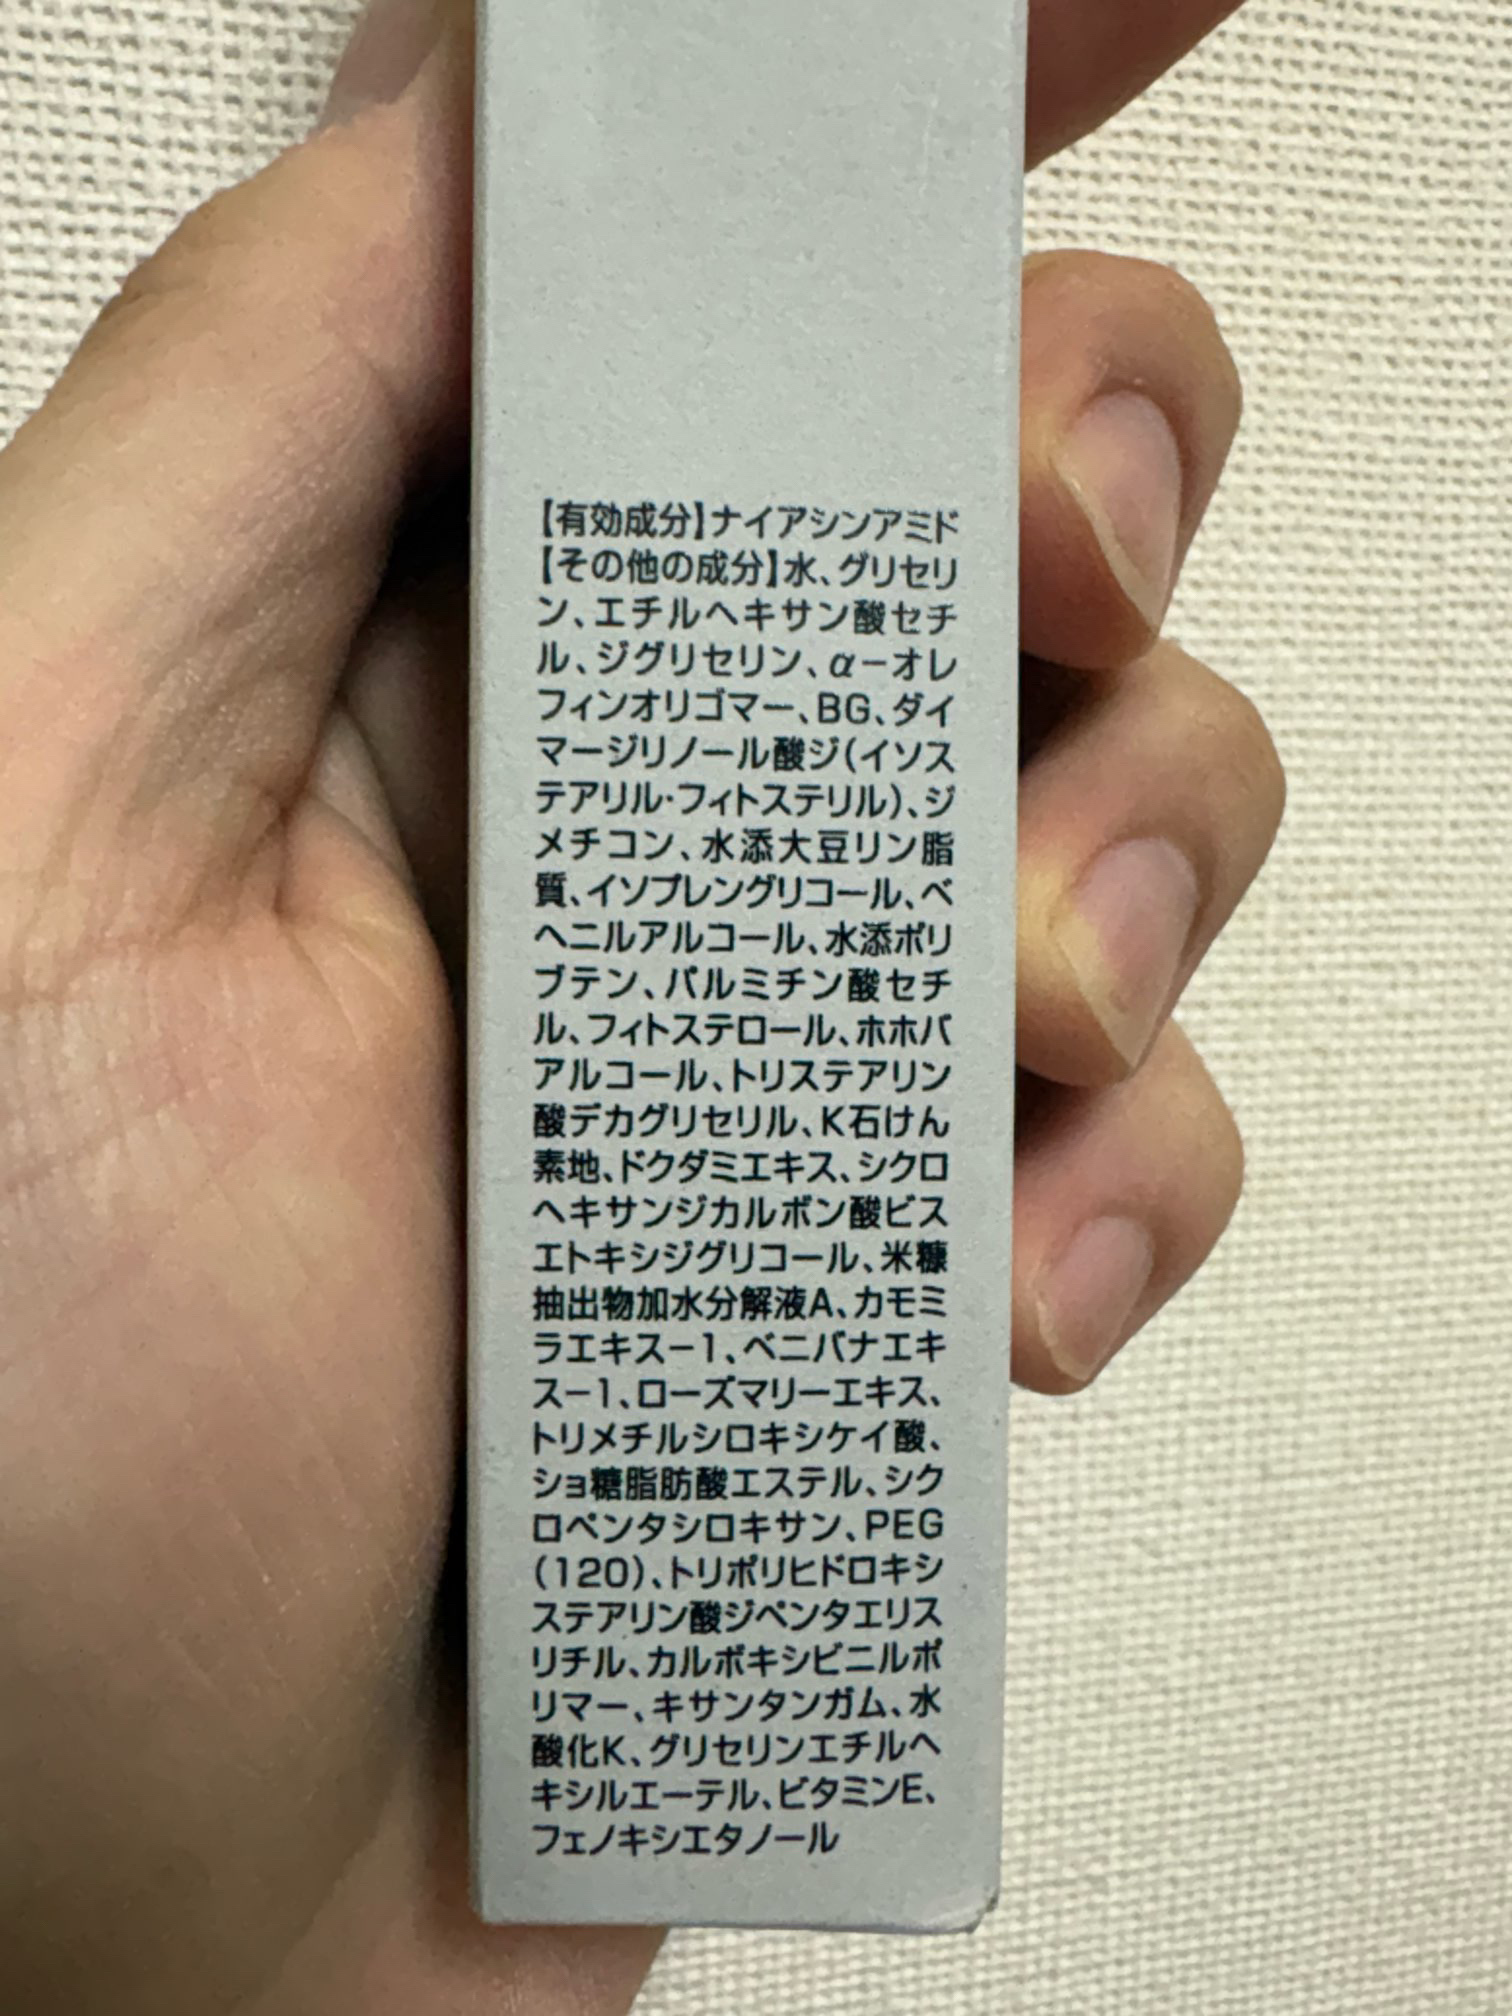 【有効成分】ナイアシンアミド
【その他の成分】水、グリセリ
ン、エチルヘキサン酸セチ
ル、ジグリセリン、α－オレ
フィンオリゴマー、BG、ダイ
マージリノール酸ジ(イソス
テアリル・フィトステリル)、ジ
メチコン、水添大豆リン脂
質、イソプレングリコール、ベ
ヘニルアルコール、水添ポリ
ブテン、パルミチン酸セチ
ル、フィトステロール、ホホバ
アルコール、トリステアリン
酸デカグリセリル、K石けん
素地、ドクダミエキス、シクロ
ヘキサンジカルボン酸ビス
エトキシジグリコール、米糠
抽出物加水分解液A、カモミ
ラエキス－1、ベニバナエキ
ス－1、ローズマリーエキス、
トリメチルシロキシケイ酸、
ショ糖脂肪酸エステル、シク
ロペンタシロキサン、PEG
(120)、トリポリヒドロキシ
ステアリン酸ジペンタエリス
リチル、カルボキシビニルポ
リマー、キサンタンガム、水
酸化K、グリセリンエチルヘ
キシルエーテル、ビタミンE、
フェノキシエタノール